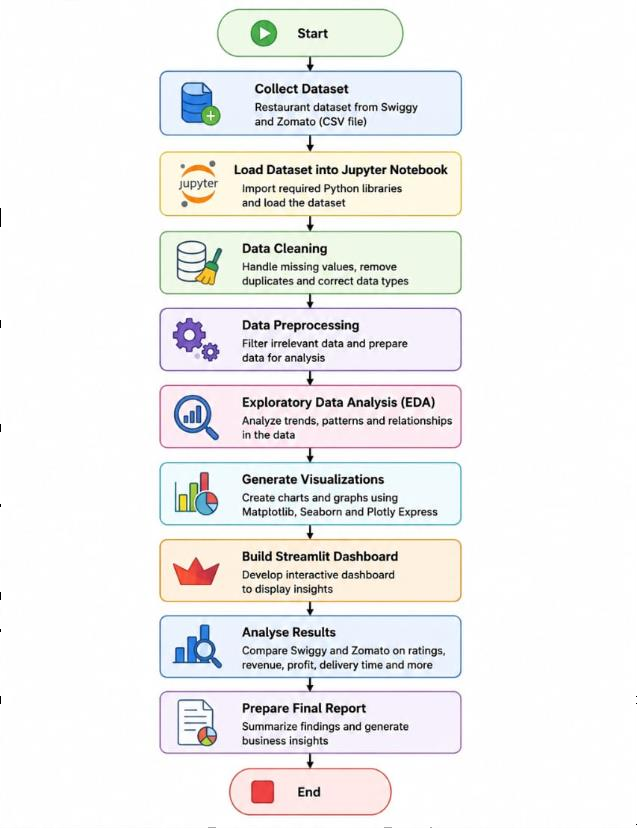 Start
Collect Dataset
Restaurant dataset from Swiggy
and Zomato (CSV file)
jupyter
Load Dataset into Jupyter Notebook
Import required Python libraries
and load the dataset
Data Cleaning
Handle missing values, remove
duplicates and correct data types
Data Preprocessing
Filter irrelevant data and prepare
data for analysis
Exploratory Data Analysis (EDA)
Analyze trends, patterns and relationships
in the data
Generate Visualizations
Create charts and graphs using
Matplotlib, Seaborn and Plotly Express
Build Streamlit Dashboard
Develop interactive dashboard
to display insights
Analyse Results
Compare Swiggy and Zomato on ratings,
revenue, profit, delivery time and more
Prepare Final Report
Summarize findings and generate
business insights
End